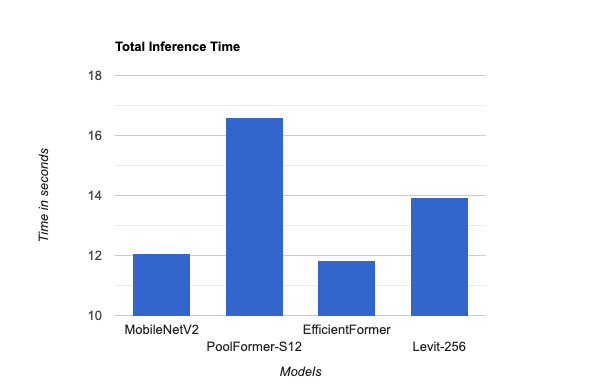 Total Inference Time
18
16
14
12
10
Time in seconds
MobileNetV2
EfficientFormer
PoolFormer-S12
Levit-256
Models